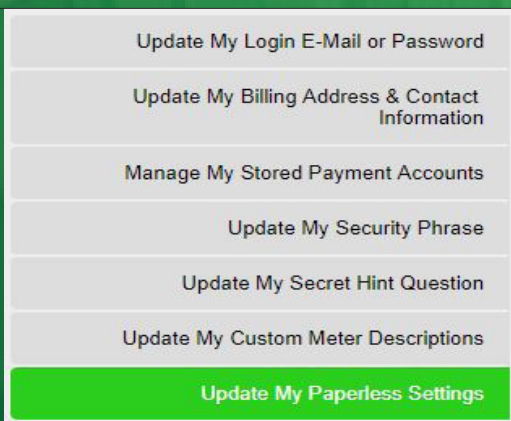 Update My Login E-Mail or Password
Update My Billing Address & Contact
Information
Manage My Stored Payment Accounts
Update My Security Phrase
Update My Secret Hint Question
Update My Custom Meter Descriptions
Update My Paperless Settings